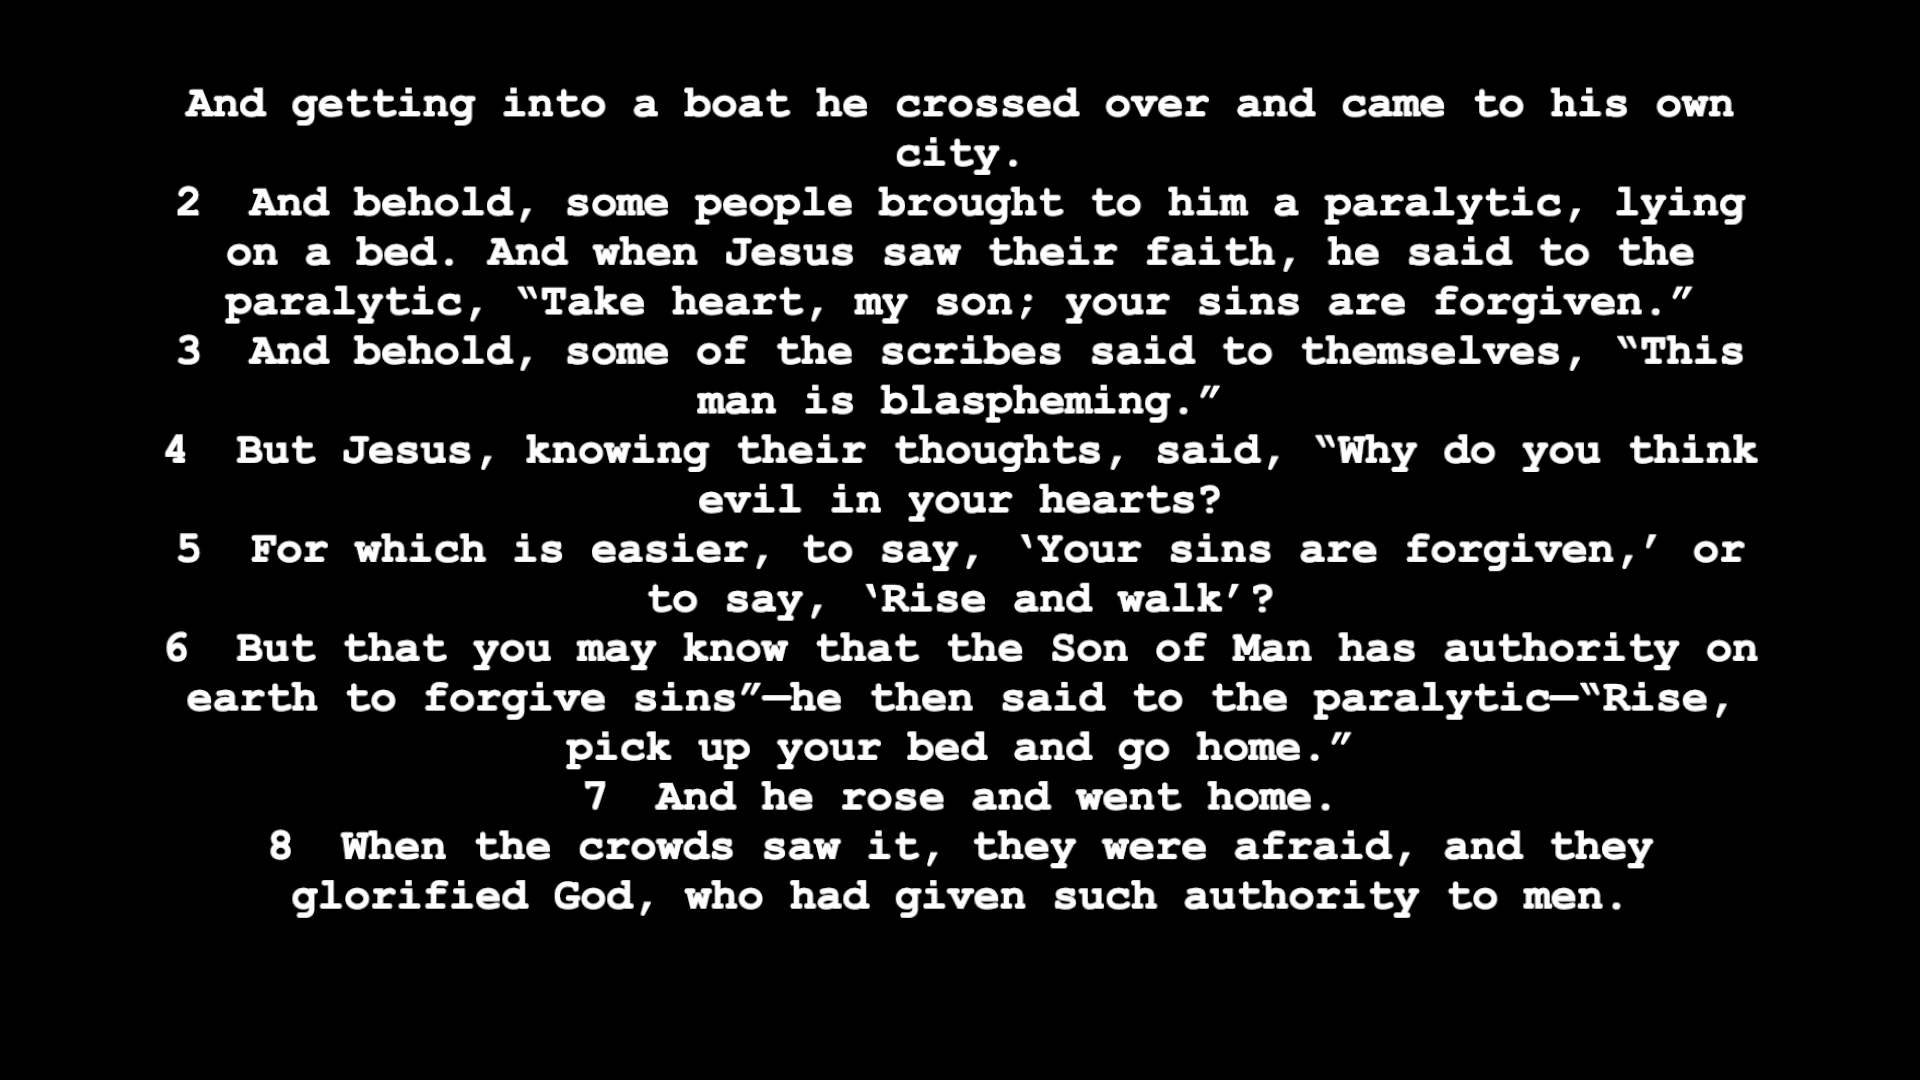 And getting into a boat he crossed over and came to his own
city.
2  And behold, some people brought to him a paralytic, lying
on a bed. And when Jesus saw their faith, he said to the
paralytic, “Take heart, my son; your sins are forgiven.”
3  And behold, some of the scribes said to themselves, “This
man is blaspheming.”
4  But Jesus, knowing their thoughts, said, “Why do you think
evil in your hearts?
5  For which is easier, to say, ‘Your sins are forgiven,’ or
to say, ‘Rise and walk’?
6  But that you may know that the Son of Man has authority on
earth to forgive sins”—he then said to the paralytic—“Rise,
pick up your bed and go home.”
7  And he rose and went home.
8  When the crowds saw it, they were afraid, and they
glorified God, who had given such authority to men.